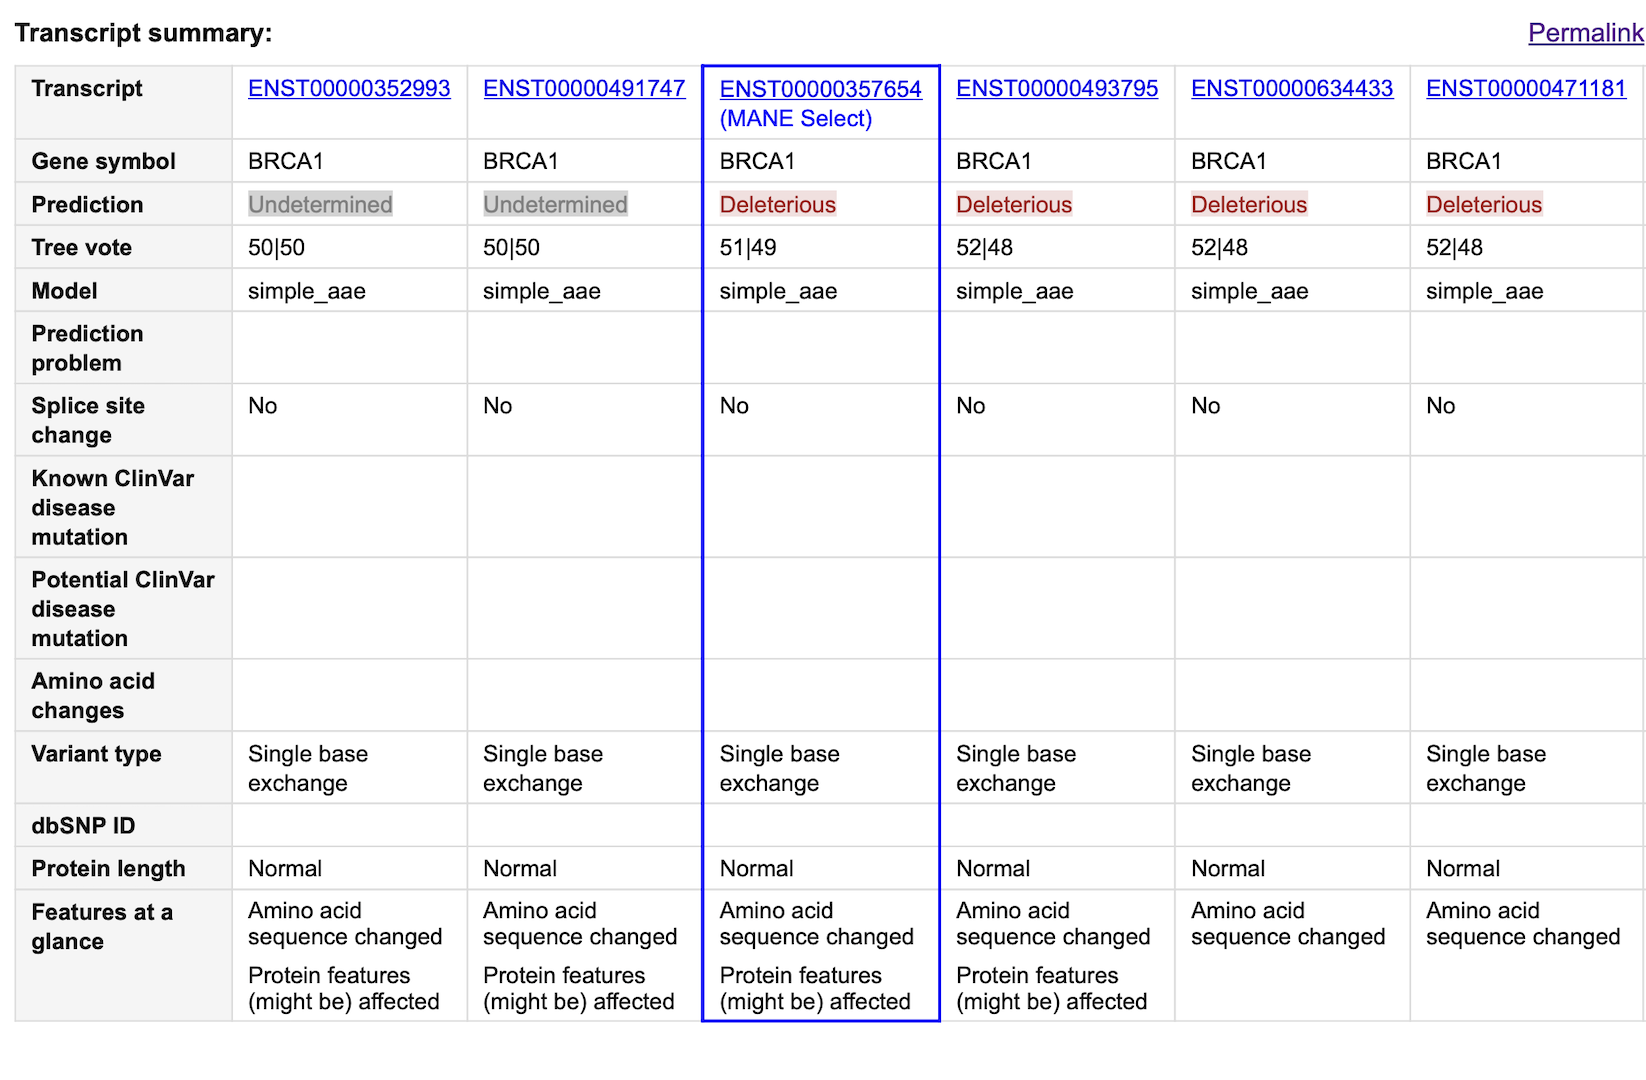 Transcript summary:
Permalink
Transcript ENST00000352993 ENST00000491747 ENST00000357654 ENST00000493795 ENST00000634433 ENST00000471181
(MANE Select)
Gene symbol BRCA1 BRCA1 BRCA1 BRCA1 BRCA1 BRCA1
Prediction Undetermined Undetermined Deleterious Deleterious Deleterious Deleterious
Tree vote 50|50 50|50 51|49 52|48 52|48 52|48
Model simple_aae simple_aae simple_aae simple_aae simple_aae simple_aae
Prediction
problem
Splice site No No No No No No
change
Known ClinVar
disease
mutation
Potential ClinVar
disease
mutation
Amino acid
changes
Variant type Single base Single base Single base Single base Single base Single base
exchange exchange exchange exchange exchange exchange
dbSNP ID
Protein length Normal Normal Normal Normal Normal Normal
Features at a Amino acid Amino acid Amino acid Amino acid Amino acid Amino acid
glance sequence changed sequence changed sequence changed sequence changed sequence changed sequence changed
Protein features Protein features Protein features Protein features
(might be) affected (might be) affected (might be) affected (might be) affected